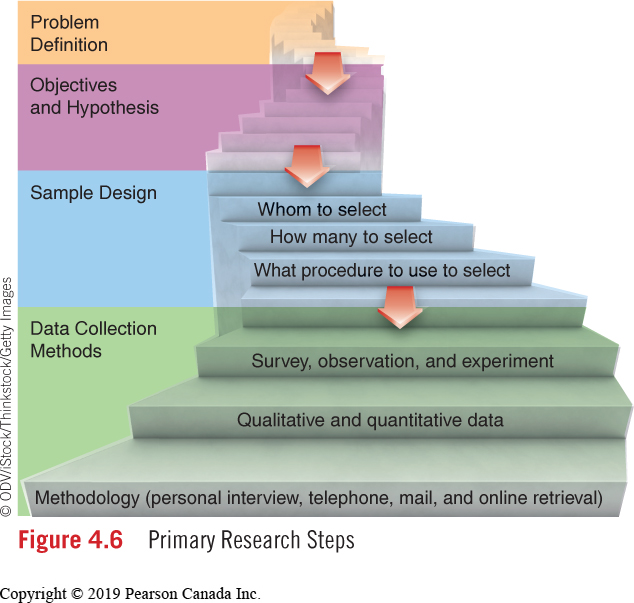 Problem
Definition
Objectives
and Hypothesis
Sample Design
Whom to select
How many to select
What procedure to use to select
Data Collection
Methods
Survey, observation, and experiment
Qualitative and quantitative data
Methodology (personal interview, telephone, mail, and online retrieval)
© ODV/iStock/Thinkstock/Getty Images
Figure 4.6 Primary Research Steps
Copyright © 2019 Pearson Canada Inc.